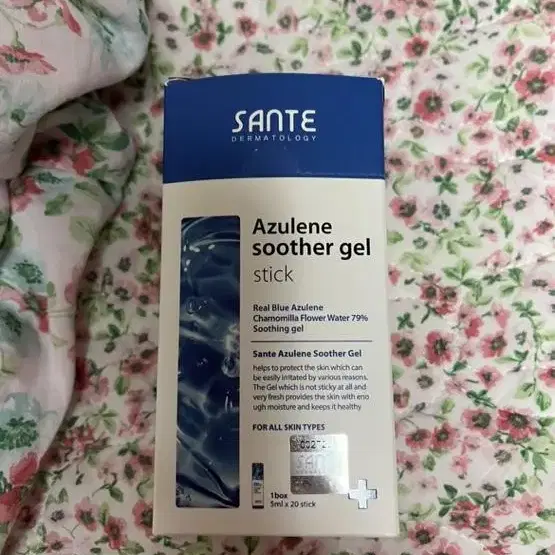 SANTE
DERMATOLOGY
Azulene
soother gel
stick
Real Blue Azulene
Chamomilla Flower Water 79%
Soothing gel
Sante Azulene Soother Gel
helps to protect the skin which can
be easily irritated by various reasons.
The Gel which is not sticky at all and
very fresh provides the skin with eno
ugh moisture and keeps it healthy
FOR ALL SKIN TYPES
SANTE
1box
5ml x 20 stick